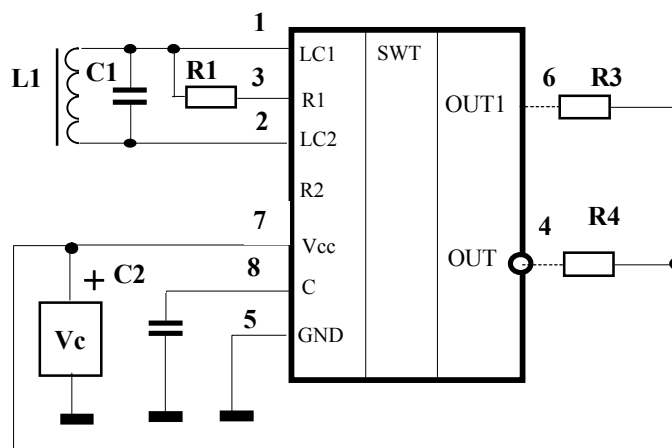 1
LC1
SWT
L1
C1
R1
3
R1
6
R3
OUT1
2
LC2
R2
7
4
R4
Vcc
OUT
+ C2
8
C
5
Vc
GND